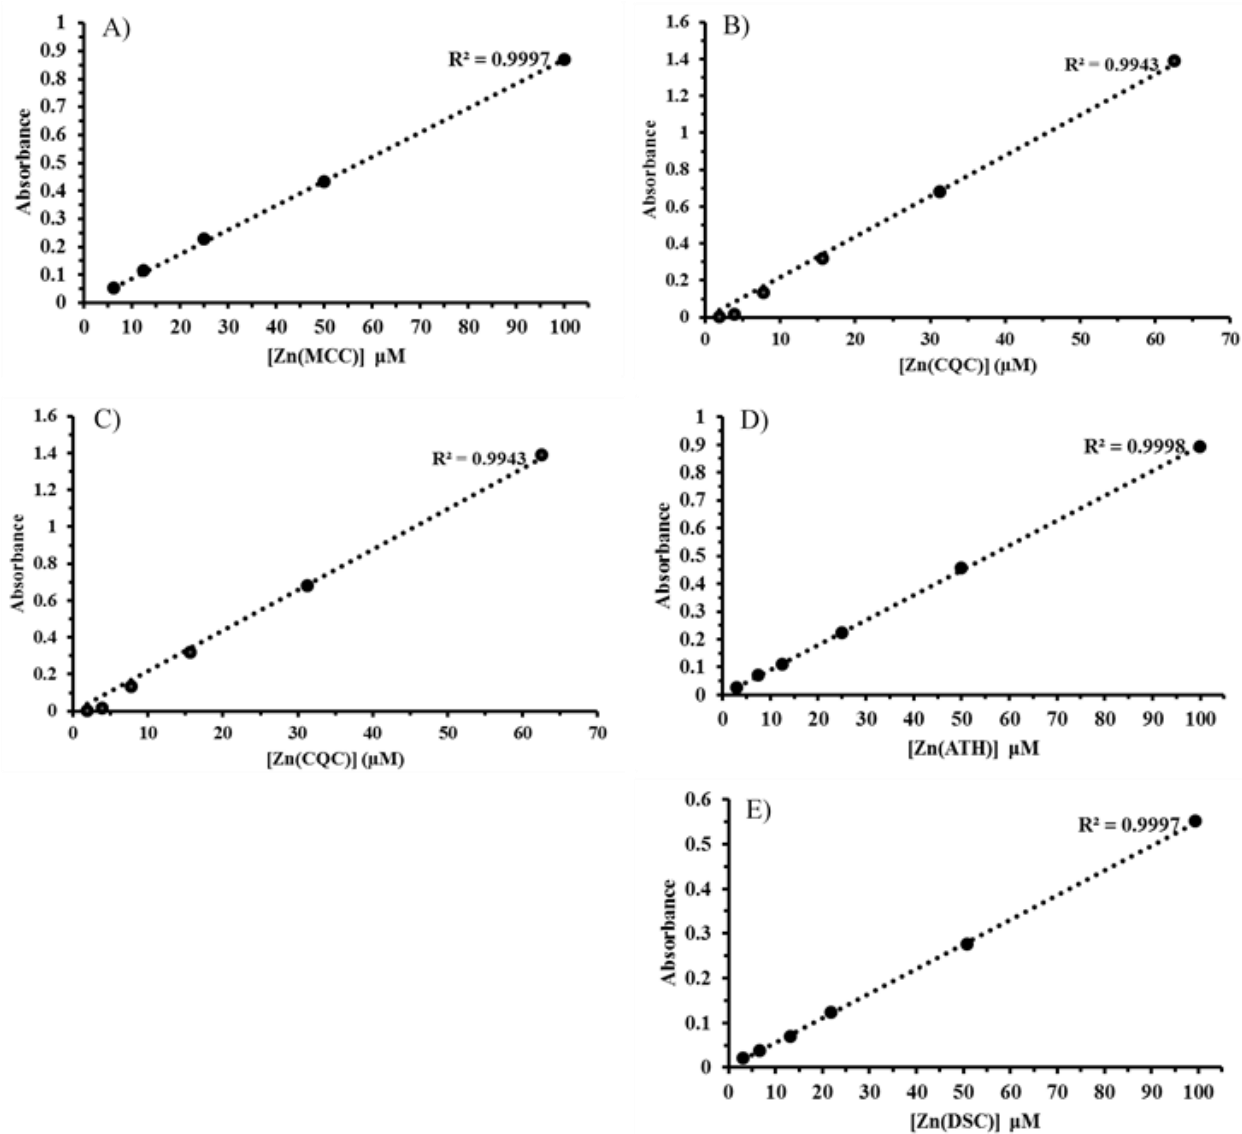 A)
R² = 0.9997
1
0.9
0.8
0.7
0.6
0.5
0.4
0.3
0.2
0.1
0
Absorbance
0 10 20 30 40 50 60 70 80 90 100
[Zn(MCC)] μM
B)
R² = 0.9943
1.6
1.4
1.2
1
0.8
0.6
0.4
0.2
0
Absorbance
0 10 20 30 40 50 60 70
[Zn(CQC)] (μM)
C)
R² = 0.9943
1.6
1.4
1.2
1
0.8
0.6
0.4
0.2
0
Absorbance
0 10 20 30 40 50 60 70
[Zn(CQC)] (μM)
D)
R² = 0.9998
1
0.9
0.8
0.7
0.6
0.5
0.4
0.3
0.2
0.1
0
Absorbance
0 10 20 30 40 50 60 70 80 90 100
[Zn(ATH)] μM
E)
R² = 0.9997
0.6
0.5
0.4
0.3
0.2
0.1
0
Absorbance
0 10 20 30 40 50 60 70 80 90 100
[Zn(DSC)] μM